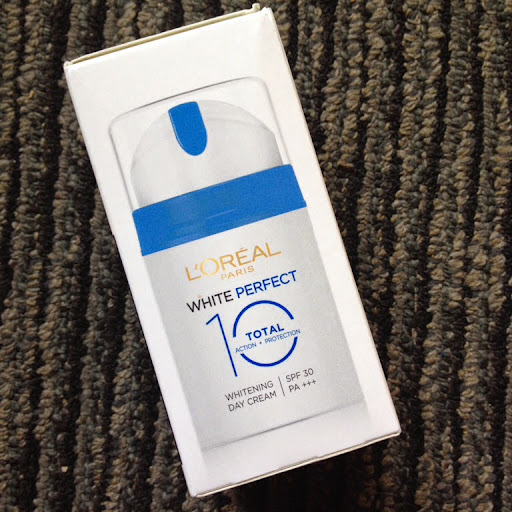 L'ORÉAL
PARIS
WHITE PERFECT
10
TOTAL
ACTION + PROTECTION
WHITENING
DAY CREAM
SPF 30
PA +++